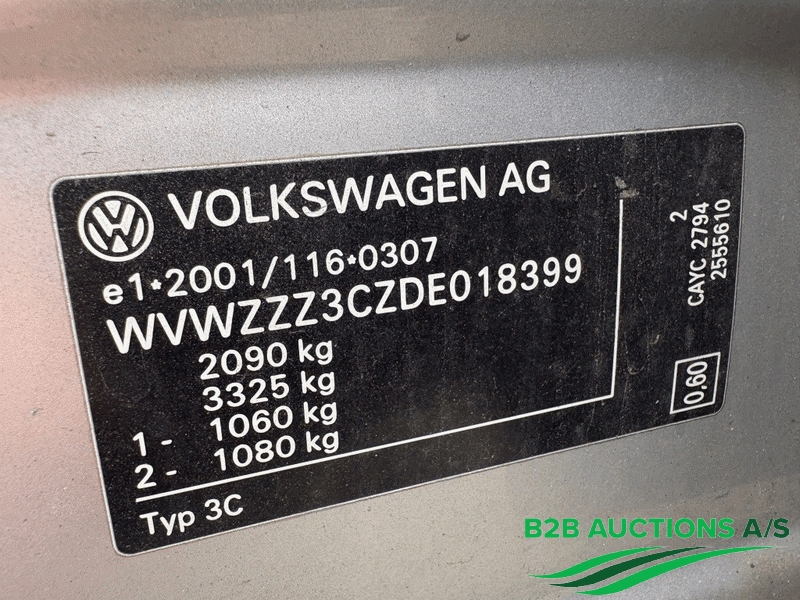 VOLKSWAGEN AG
e1*2001/116*0307
WVWZZZ3CZDE018399
2090 kg
3325 kg
1 - 1060 kg
2 - 1080 kg
Typ 3C
2
CAYC 2794
2555610
0,60
B2B AUCTIONS A/S